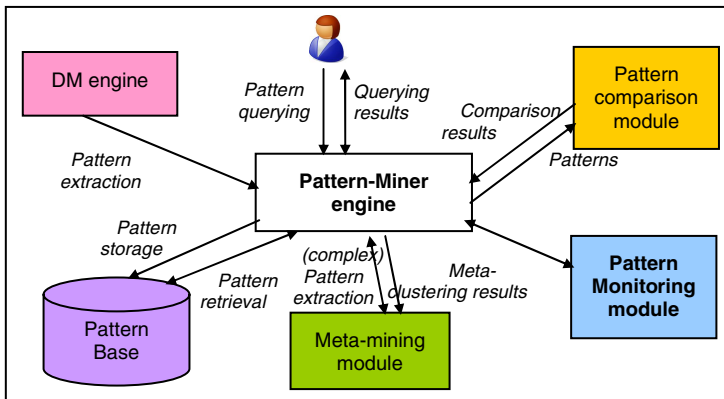 DM engine
Pattern
querying
Querying
results
Pattern
comparison
module
Comparison
results
Patterns
Pattern
extraction
Pattern-Miner
engine
Pattern
storage
Pattern
retrieval
(complex)
Pattern
extraction
Meta-
clustering results
Pattern
Monitoring
module
Pattern
Base
Meta-mining
module